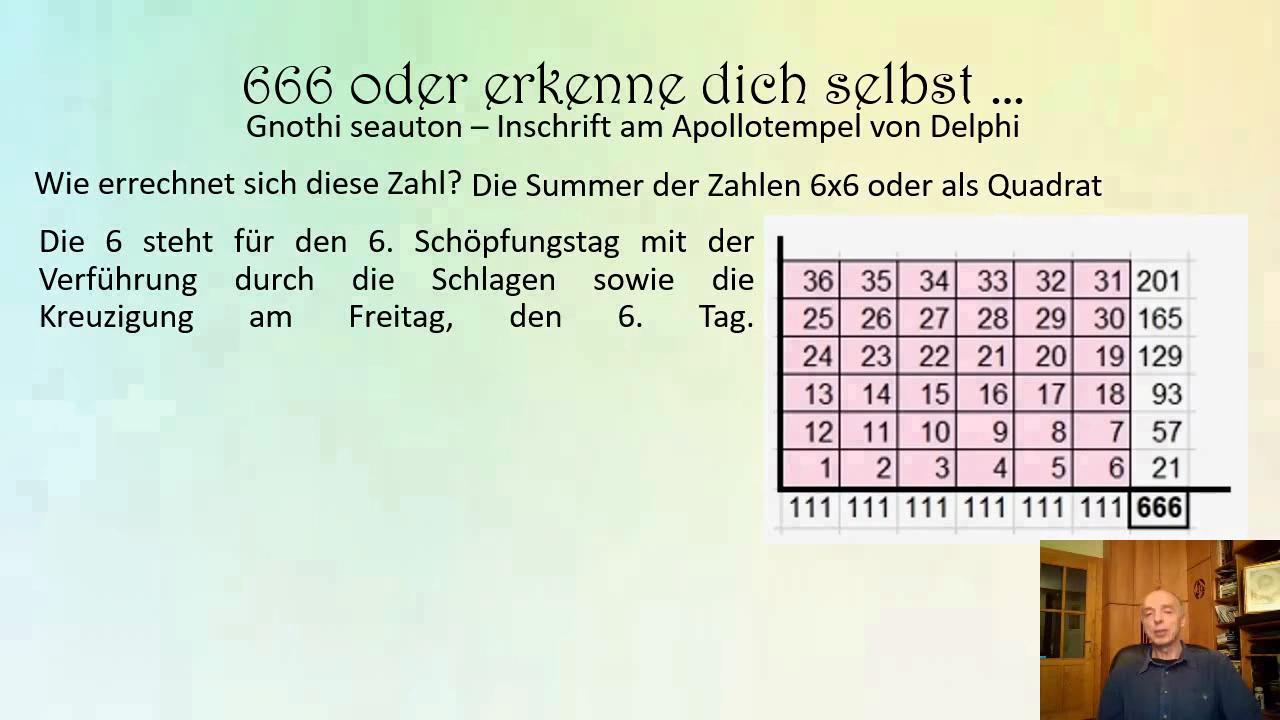 666 oder erkenne dich selbst ...
Gnothi seauton – Inschrift am Apollotempel von Delphi
Wie errechnet sich diese Zahl? Die Summer der Zahlen 6x6 oder als Quadrat
Die 6 steht für den 6. Schöpfungstag mit der
Verführung durch die Schlagen sowie die
Kreuzigung am Freitag, den 6. Tag.
36 35 34 33 32 31 201
25 26 27 28 29 30 165
24 23 22 21 20 19 129
13 14 15 16 17 18 93
12 11 10 9 8 7 57
1 2 3 4 5 6 21
111 111 111 111 111 111 666